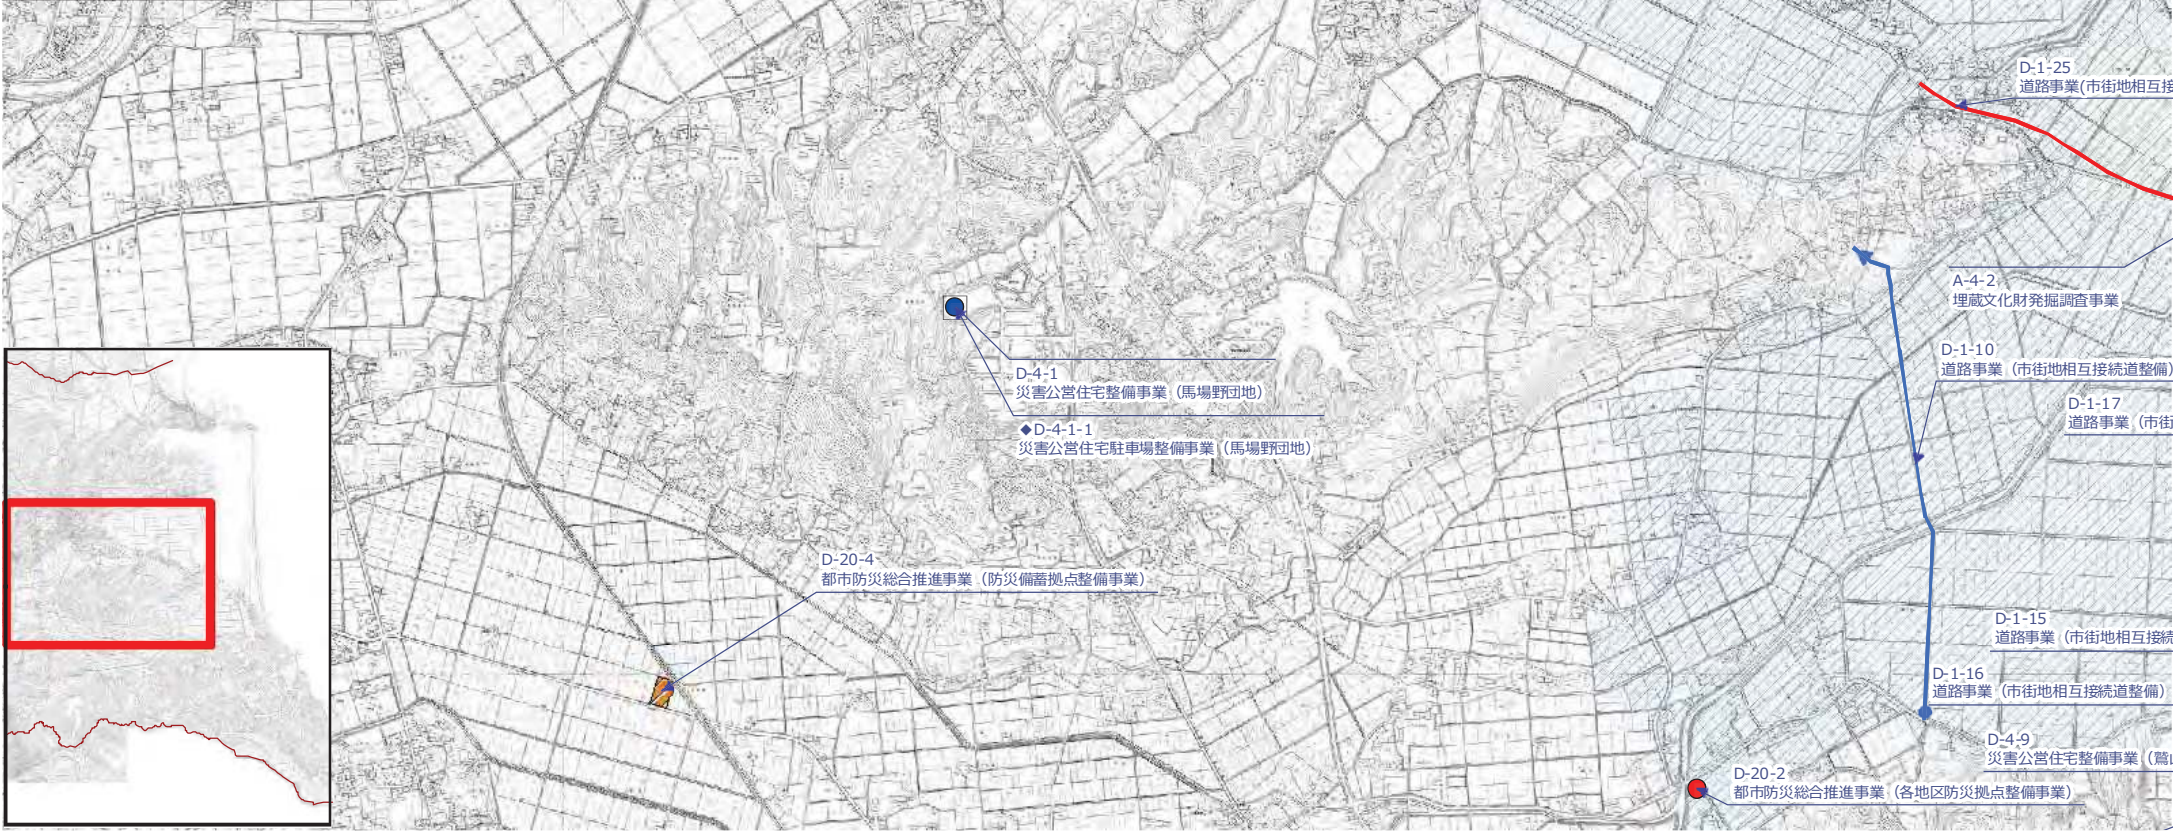 D-1-25
道路事業(市街地相互接
A-4-2
埋蔵文化財発掘調査事業
D-1-10
道路事業（市街地相互接続道整備）
D-4-1
災害公営住宅整備事業（馬場野団地）
D-1-17
道路事業（市街
◆D-4-1-1
災害公営住宅駐車場整備事業（馬場野団地）
D-20-4
都市防災総合推進事業（防災備蓄拠点整備事業）
D-1-15
道路事業（市街地相互接続
D-1-16
道路事業（市街地相互接続道整備）
D-4-9
災害公営住宅整備事業（鷲
D-20-2
都市防災総合推進事業（各地区防災拠点整備事業）